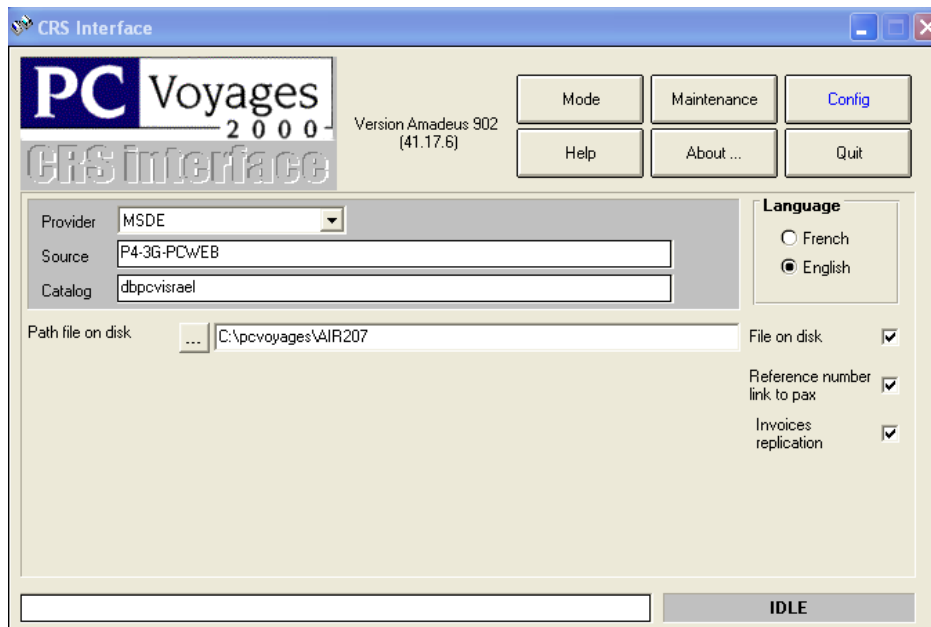 CRS Interface
PC Voyages
2000
CRS interface
Version Amadeus 902
(41.17.6)
Mode
Maintenance
Config
Help
About ...
Quit
Provider
MSDE
Source
P4-3G-PCWEB
Catalog
dbpcvisrael
Language
French
English
Path file on disk
...
C:\pcvoyages\AIR207
File on disk
Reference number
link to pax
Invoices
replication
IDLE